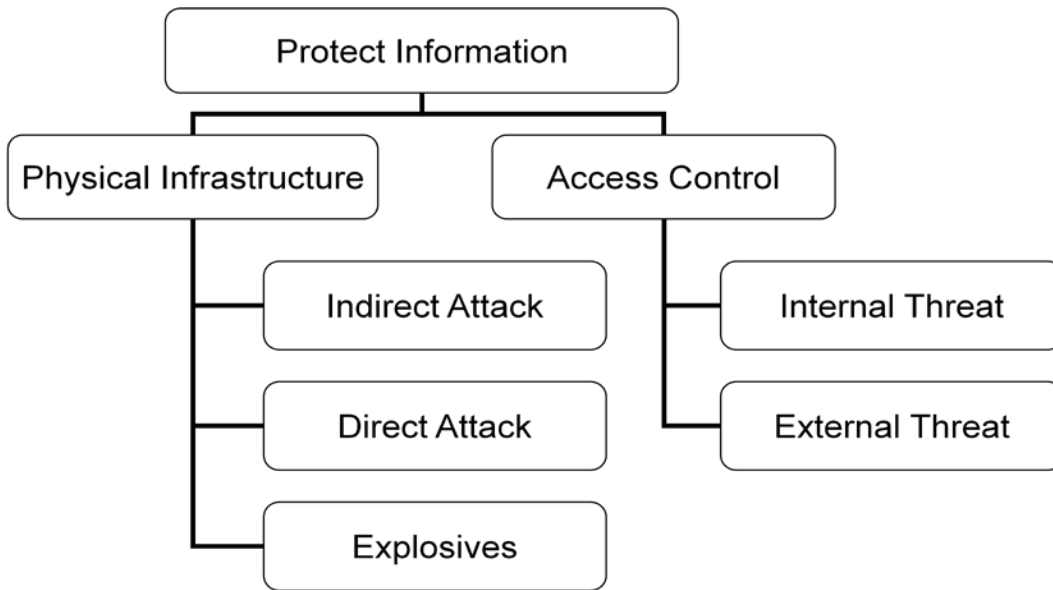 Protect Information
Physical Infrastructure
Access Control
Indirect Attack
Internal Threat
Direct Attack
External Threat
Explosives